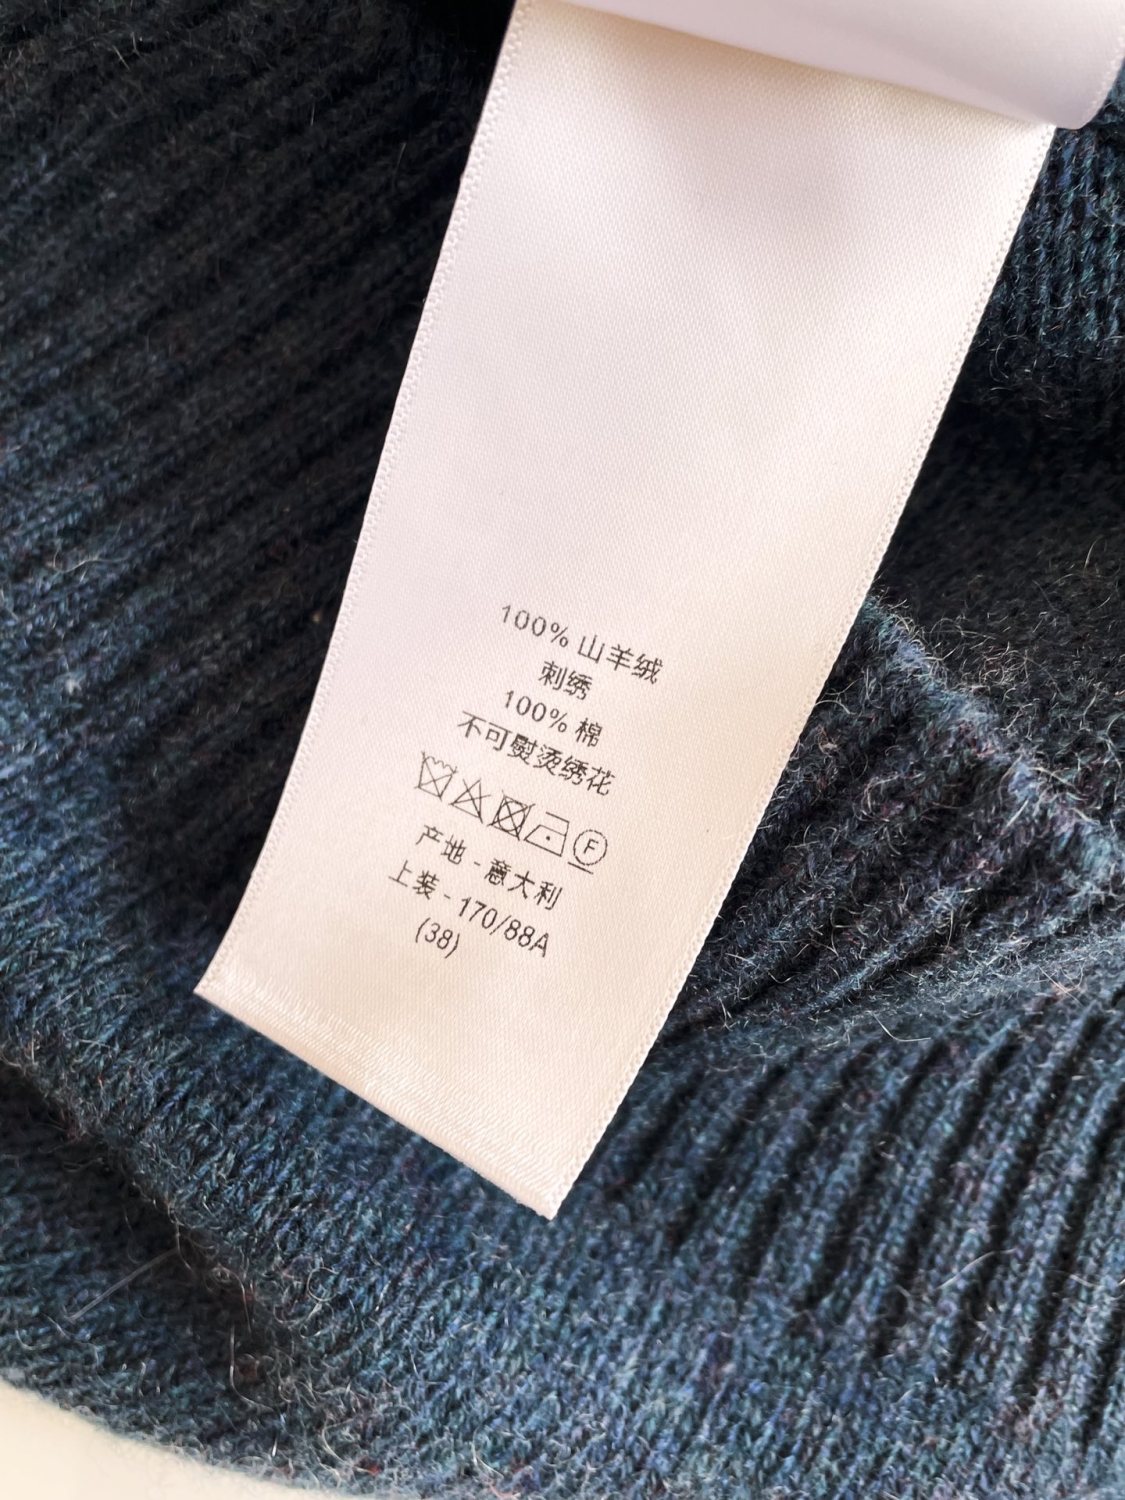 100% 山羊绒
刺绣
100% 棉
不可熨烫绣花
F
产地 - 意大利
上装 - 170/88A
(38)